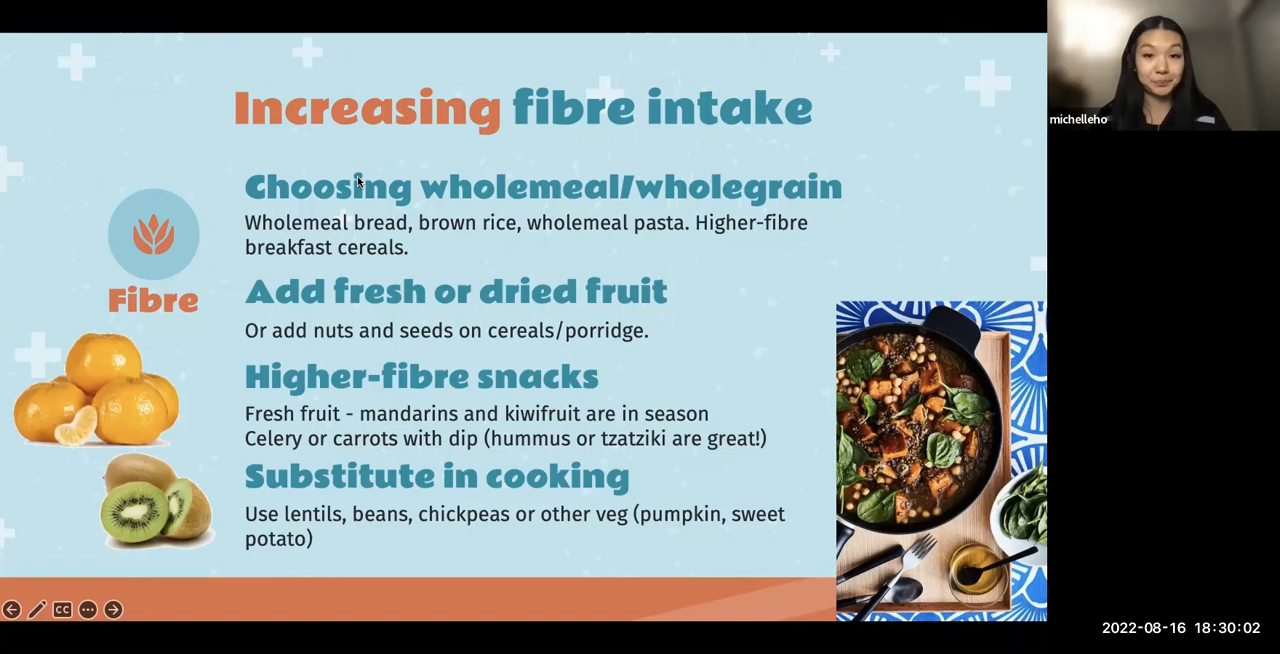 Increasing fibre intake
Choosing wholemeal/wholegrain
Wholemeal bread, brown rice, wholemeal pasta. Higher-fibre
breakfast cereals.
Fibre
Add fresh or dried fruit
Or add nuts and seeds on cereals/porridge.
Higher-fibre snacks
Fresh fruit - mandarins and kiwifruit are in season
Celery or carrots with dip (hummus or tzatziki are great!)
Substitute in cooking
Use lentils, beans, chickpeas or other veg (pumpkin, sweet
potato)
CC
michelleho
2022-08-16 18:30:02